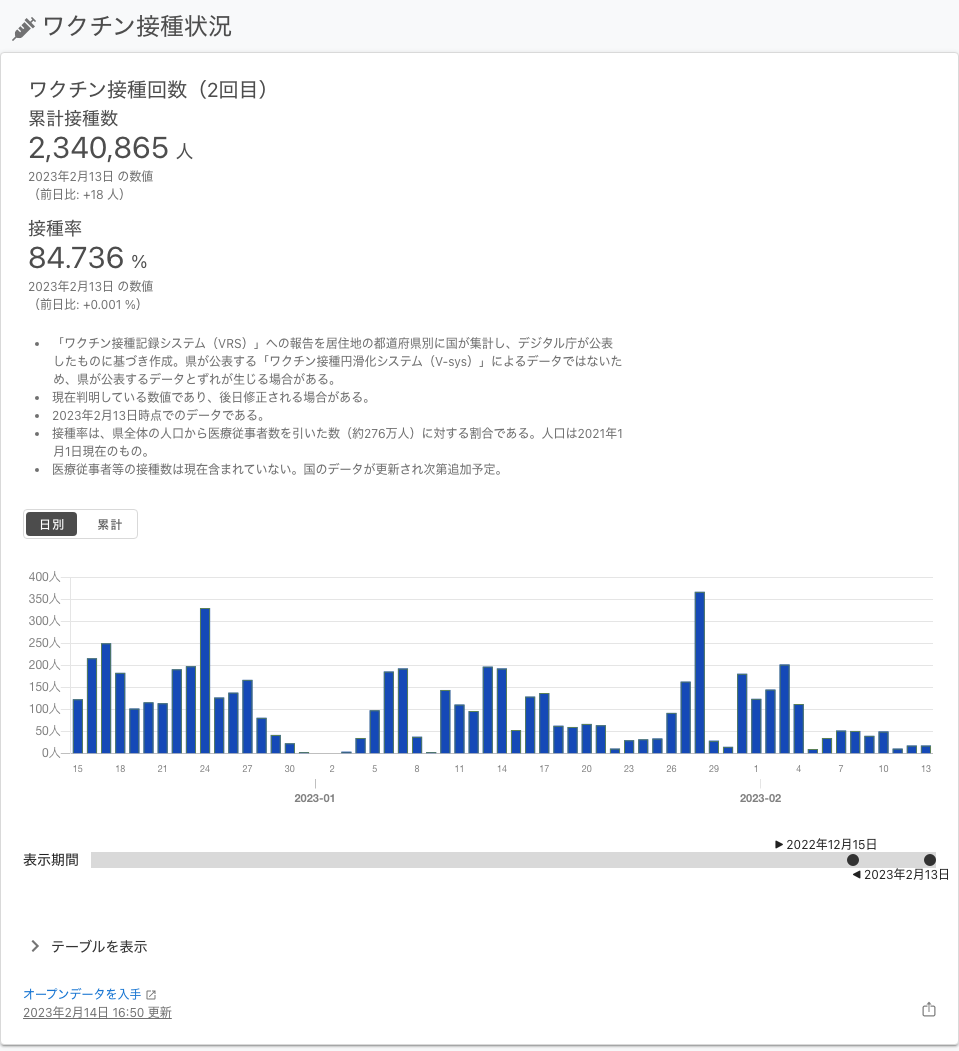 ワクチン接種状況
ワクチン接種回数（2回目）
累計接種数
2,340,865 人
2023年2月13日 の数値
（前日比: +18 人）
接種率
84.736 %
2023年2月13日 の数値
（前日比: +0.001 %）
• 「ワクチン接種記録システム（VRS）」への報告を居住地の都道府県別に国が集計し、デジタル庁が公表
したものに基づき作成。県が公表する「ワクチン接種円滑化システム（V-sys）」によるデータではないた
め、県が公表するデータとずれが生じる場合がある。
• 現在判明している数値であり、後日修正される場合がある。
• 2023年2月13日時点でのデータである。
• 接種率は、県全体の人口から医療従事者数を引いた数（約276万人）に対する割合である。人口は2021年1
月1日現在のもの。
• 医療従事者等の接種数は現在含まれていない。国のデータが更新され次第追加予定。
日別 累計
400人
350人
300人
250人
200人
150人
100人
50人
0人
15 18 21 24 27 30 2 5 8 11 14 17 20 23 26 29 1 4 7 10 13
2023-01 2023-02
▶ 2022年12月15日
表示期間
◀ 2023年2月13日
テーブルを表示
オープンデータを入手
2023年2月14日 16:50 更新